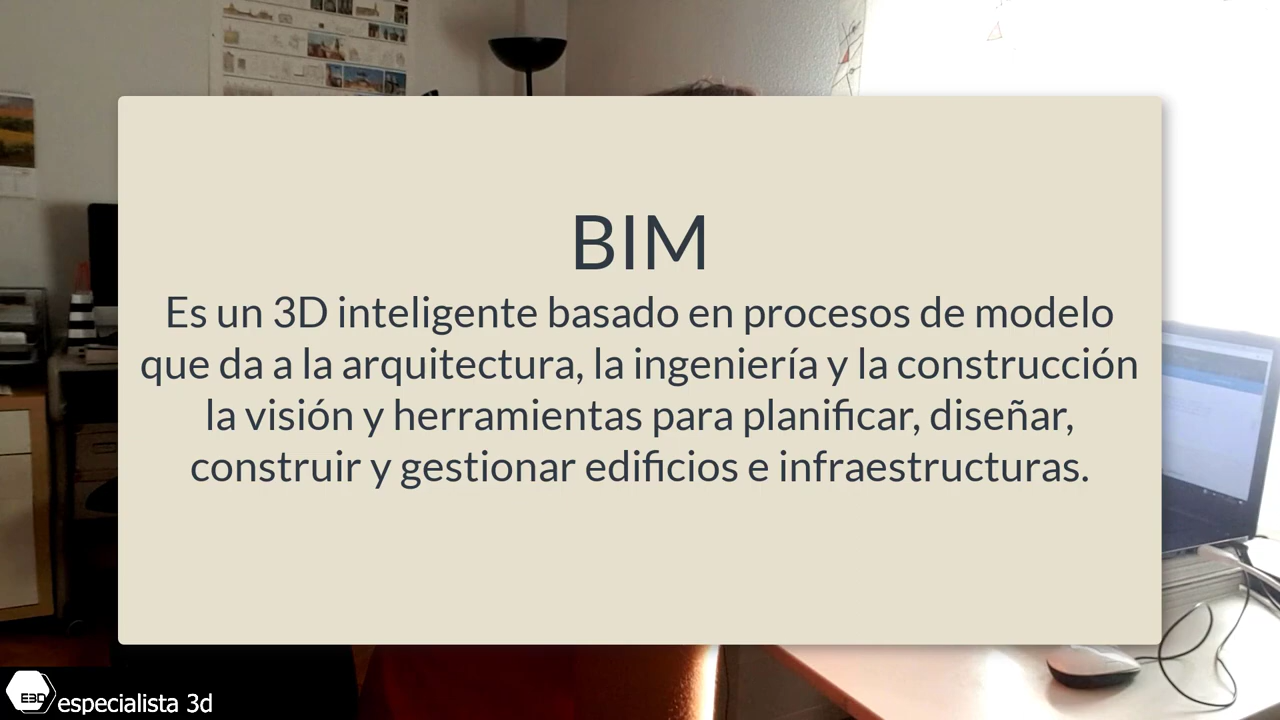 BIM
Es un 3D inteligente basado en procesos de modelo
que da a la arquitectura, la ingeniería y la construcción
la visión y herramientas para planificar, diseñar,
construir y gestionar edificios e infraestructuras.
E3D
especialista 3d